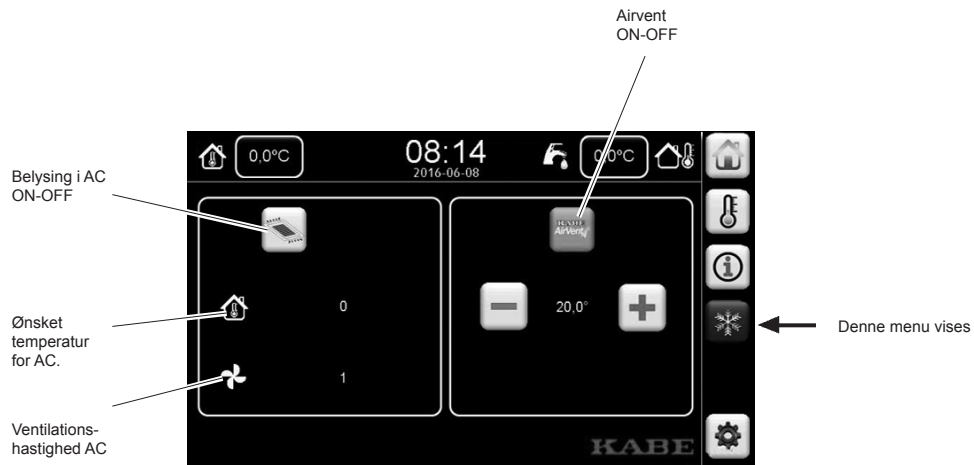 Airvent
ON-OFF
0,0°C
08:14
2016-06-08
0,0°C
Belysing i AC
ON-OFF
KABE
AirVent
Ønsket
temperatur
for AC.
0
20,0°
Denne menu vises
1
Ventilations-
hastighed AC
KABE